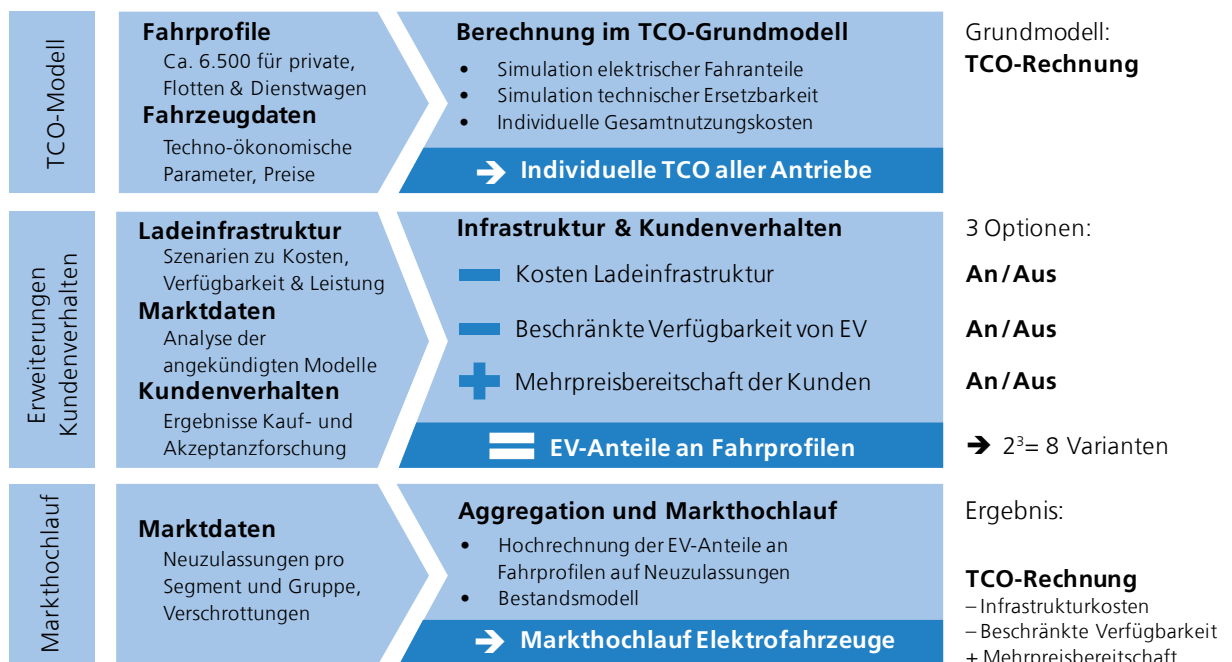 TCO-Modell
Fahrprofile
Ca. 6.500 für private,
Flotten & Dienstwagen
Fahrzeugdaten
Techno-ökonomische
Parameter, Preise
Berechnung im TCO-Grundmodell
• Simulation elektrischer Fahranteile
• Simulation technischer Ersetzbarkeit
• Individuelle Gesamtnutzungskosten
➔ Individuelle TCO aller Antriebe
Grundmodell:
TCO-Rechnung
Erweiterungen
Kundenverhalten
Ladeinfrastruktur
Szenarien zu Kosten,
Verfügbarkeit & Leistung
Marktdaten
Analyse der
angekündigten Modelle
Kundenverhalten
Ergebnisse Kauf- und
Akzeptanzforschung
Infrastruktur & Kundenverhalten
Kosten Ladeinfrastruktur
Beschränkte Verfügbarkeit von EV
Mehrpreisbereitschaft der Kunden
EV-Anteile an Fahrprofilen
3 Optionen:
An/Aus
An/Aus
An/Aus
➔ 2³= 8 Varianten
Markthochlauf
Marktdaten
Neuzulassungen pro
Segment und Gruppe,
Verschrottungen
Aggregation und Markthochlauf
• Hochrechnung der EV-Anteile an
Fahrprofilen auf Neuzulassungen
• Bestandsmodell
➔ Markthochlauf Elektrofahrzeuge
Ergebnis:
TCO-Rechnung
– Infrastrukturkosten
– Beschränkte Verfügbarkeit
+ Mehrpreisbereitschaft